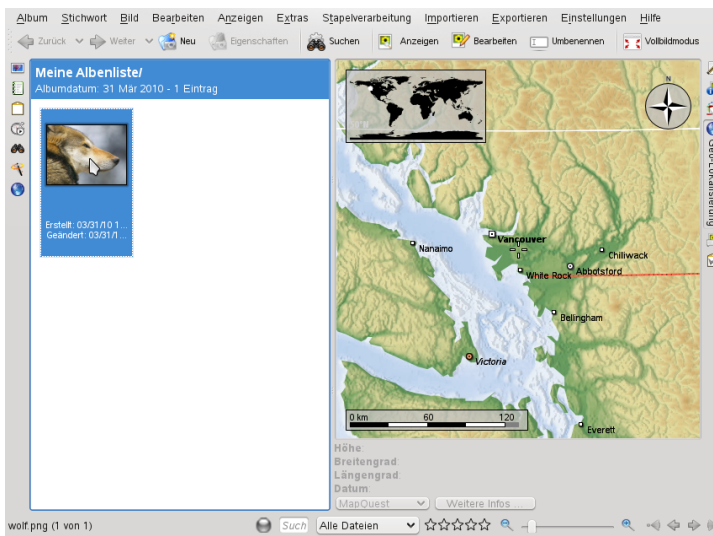 Album Stichwort Bild Bearbeiten Anzeigen Extras Stapelverarbeitung Importieren Exportieren Einstellungen Hilfe
Zurück Weiter Neu Eigenschaften Suchen Anzeigen Bearbeiten Umbenennen Vollbildmodus
Meine Albenliste/
Albumdatum: 31 Mär 2010 - 1 Eintrag
Erstellt: 03/31/10 1...
Geändert: 03/31/1...
N
Vancouver
Nanaimo
Chilliwack
White Rock
Abbotsford
Bellingham
Victoria
0 km 60 120
Everett
Geo-Lokalisierung
Höhe:
Breitengrad:
Längengrad:
Datum:
MapQuest Weitere Infos ...
wolf.png (1 von 1) Such Alle Dateien